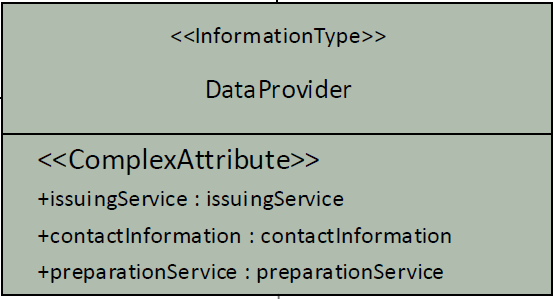 <<InformationType>>
DataProvider
<<ComplexAttribute>>
+issuingService : issuingService
+contactInformation : contactInformation
+preparationService : preparationService